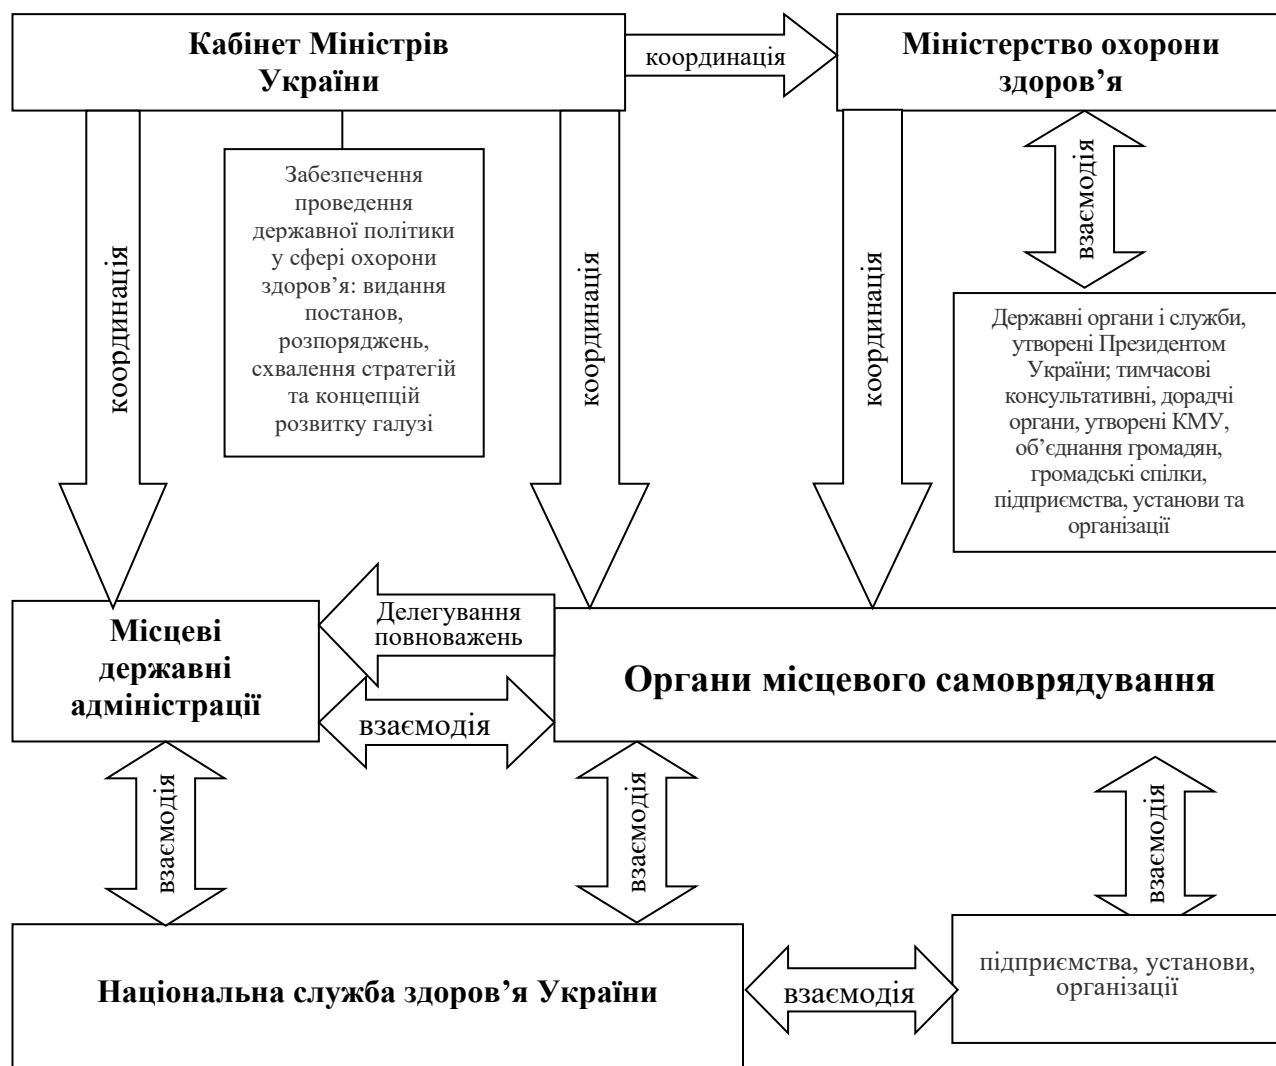 Кабінет Міністрів
України
координація
Міністерство охорони
здоров’я
координація
Забезпечення
проведення
державної політики
у сфері охорони
здоров’я: видання
постанов,
розпоряджень,
схвалення стратегій
та концепцій
розвитку галузі
координація
координація
взаємодія
Державні органи і служби,
утворені Президентом
України; тимчасові
консультативні, дорадчі
органи, утворені КМУ,
об’єднання громадян,
громадські спілки,
підприємства, установи та
організації
Місцеві
державні
адміністрації
Делегування
повноважень
взаємодія
Органи місцевого самоврядування
взаємодія
взаємодія
взаємодія
Національна служба здоров’я України
взаємодія
підприємства, установи,
організації